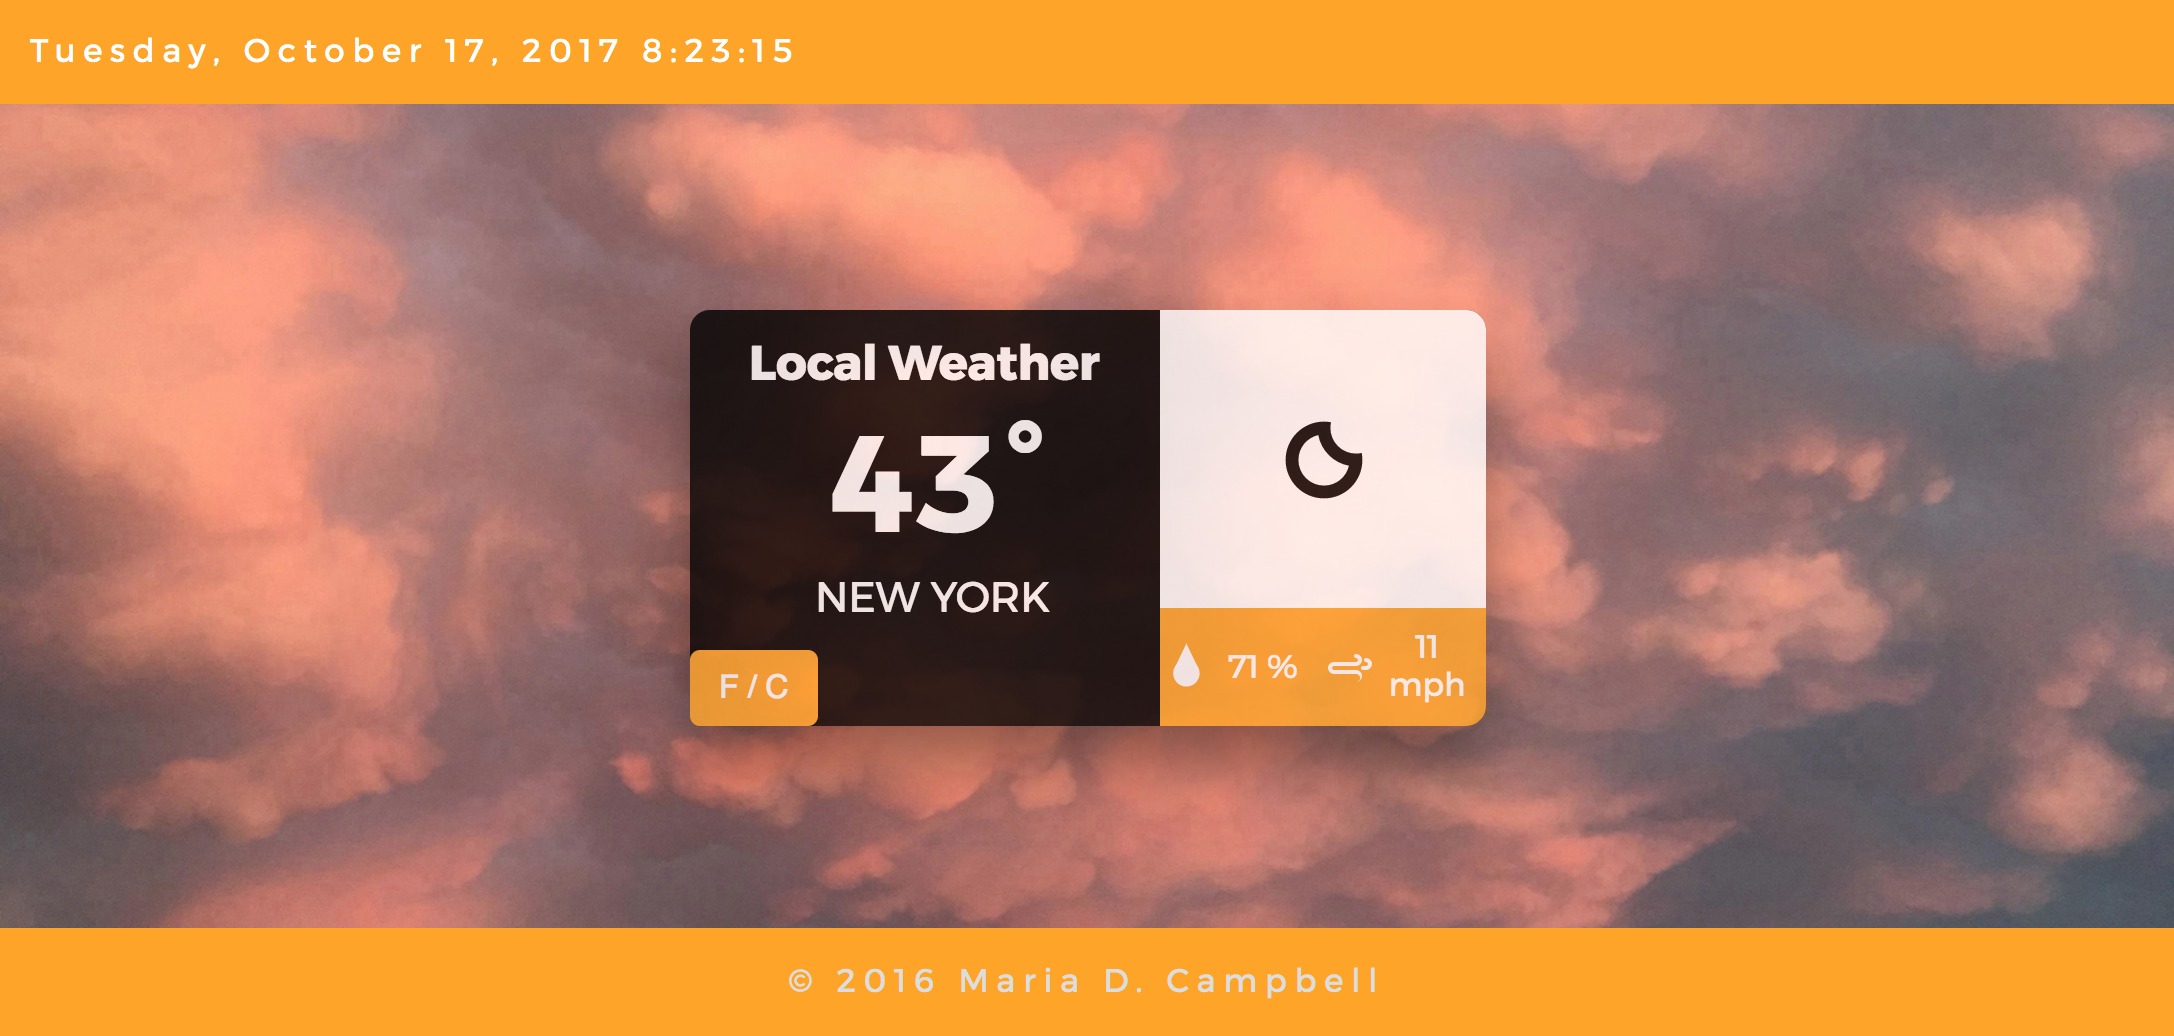 Tuesday, October 17, 2017 8:23:15
Local Weather
43°
NEW YORK
F / C
71 %
11
mph
© 2016 Maria D. Campbell